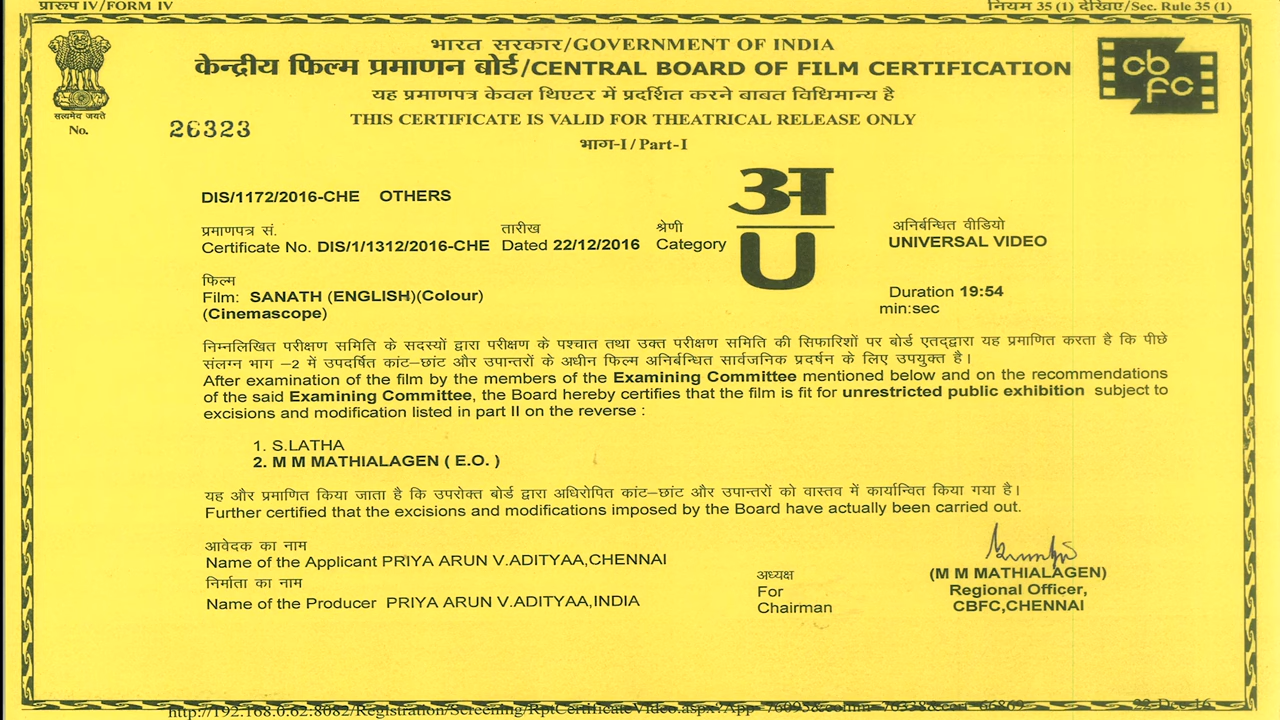 प्रारूप IV/FORM IV
नियम 35 (1) देखिए/Sec. Rule 35 (1)
भारत सरकार/GOVERNMENT OF INDIA
केन्द्रीय फिल्म प्रमाणन बोर्ड/CENTRAL BOARD OF FILM CERTIFICATION
cb
fc
यह प्रमाणपत्र केवल थिएटर में प्रदर्शित करने बाबत विधिमान्य है
सत्यमेव जयते
No. 26323
THIS CERTIFICATE IS VALID FOR THEATRICAL RELEASE ONLY
भाग-I / Part-I
DIS/1172/2016-CHE OTHERS
अ
U
प्रमाणपत्र सं. तारीख श्रेणी अनिर्बन्धित वीडियो
Certificate No. DIS/1/1312/2016-CHE Dated 22/12/2016 Category UNIVERSAL VIDEO
फिल्म
Film: SANATH (ENGLISH)(Colour) Duration 19:54
(Cinemascope) min:sec
निम्नलिखित परीक्षण समिति के सदस्यों द्वारा परीक्षण के पश्चात तथा उक्त परीक्षण समिति की सिफारिशों पर बोर्ड एतद्द्वारा यह प्रमाणित करता है कि पीछे
संलग्न भाग –2 में उपदर्षित कांट–छांट और उपान्तरों के अधीन फिल्म अनिर्बन्धित सार्वजनिक प्रदर्षन के लिए उपयुक्त है।
After examination of the film by the members of the Examining Committee mentioned below and on the recommendations
of the said Examining Committee, the Board hereby certifies that the film is fit for unrestricted public exhibition subject to
excisions and modification listed in part II on the reverse :
1. S.LATHA
2. M M MATHIALAGEN ( E.O. )
यह और प्रमाणित किया जाता है कि उपरोक्त बोर्ड द्वारा अधिरोपित कांट–छांट और उपान्तरों को वास्तव में कार्यान्वित किया गया है।
Further certified that the excisions and modifications imposed by the Board have actually been carried out.
आवेदक का नाम
Name of the Applicant PRIYA ARUN V.ADITYAA,CHENNAI
निर्माता का नाम
Name of the Producer PRIYA ARUN V.ADITYAA,INDIA
अध्यक्ष
For
Chairman
(M M MATHIALAGEN)
Regional Officer,
CBFC,CHENNAI
22-Dec-16